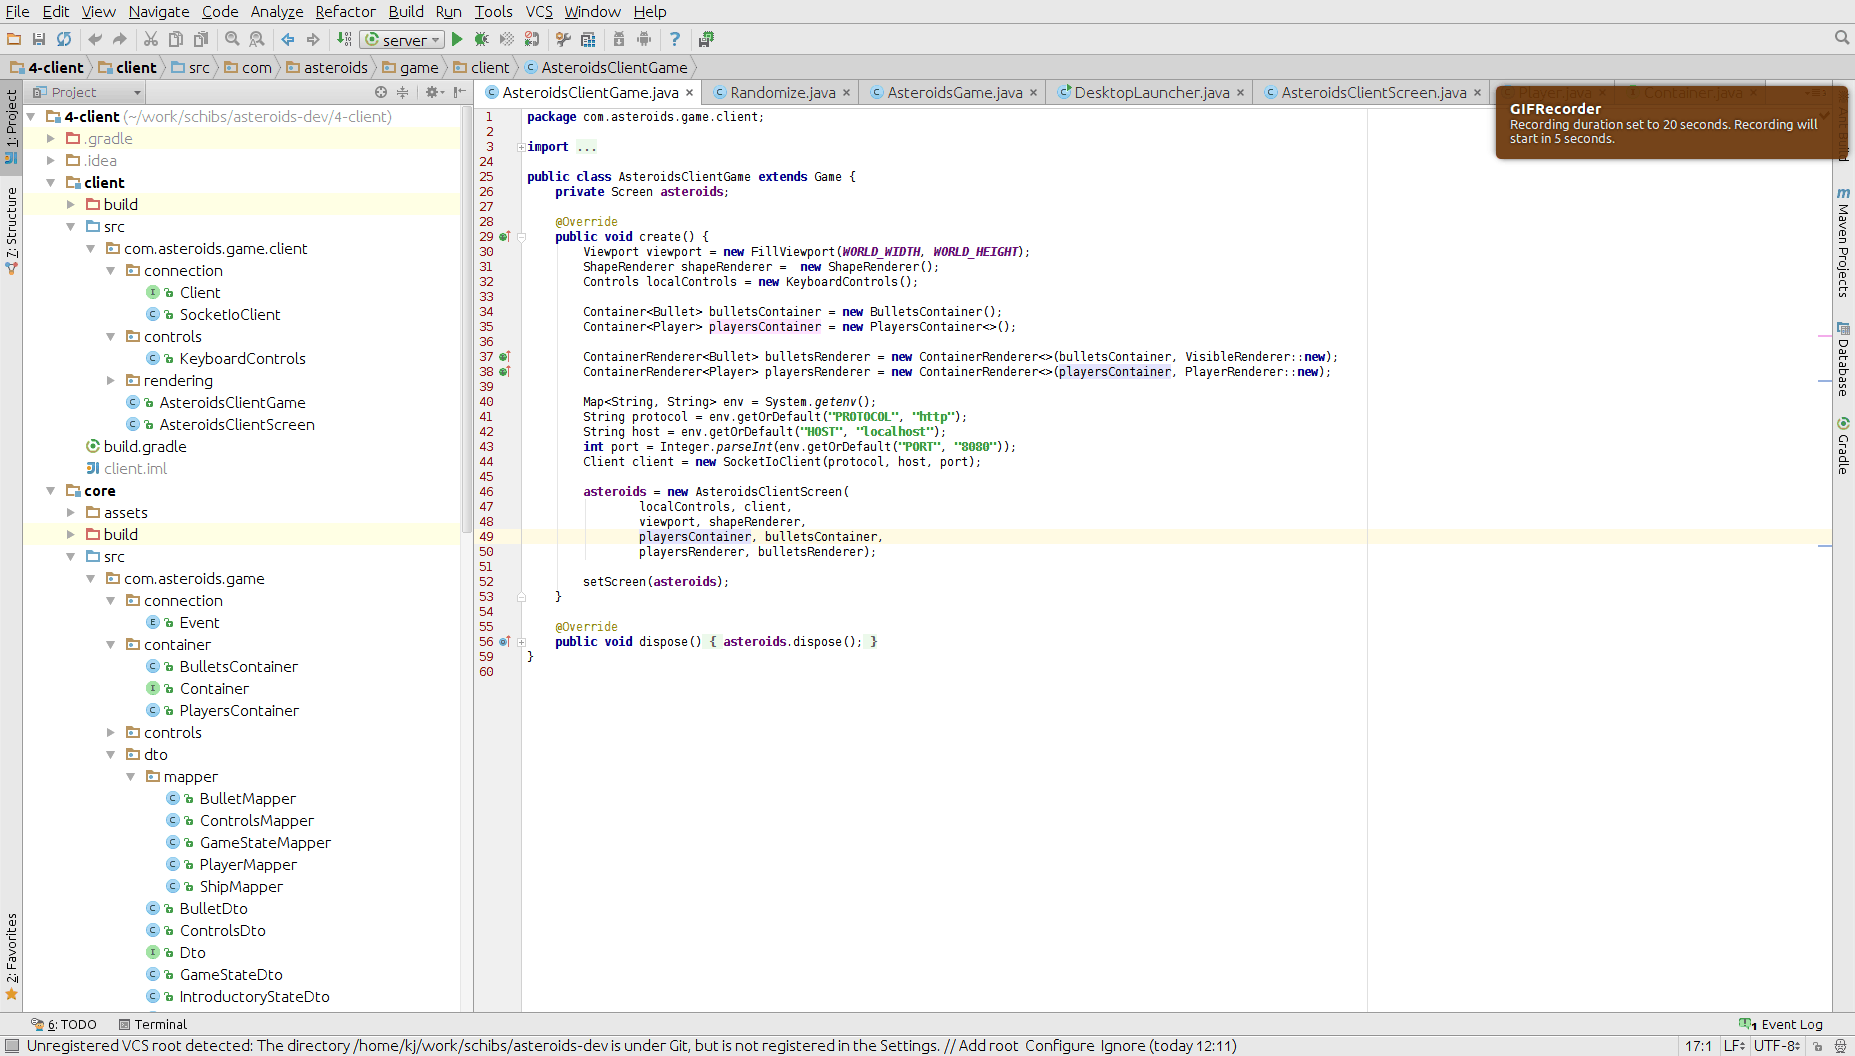 File Edit View Navigate Code Analyze Refactor Build Run Tools VCS Window Help
server
4-client client src com asteroids game client AsteroidsClientGame
Project
AsteroidsClientGame.java Randomize.java AsteroidsGame.java DesktopLauncher.java AsteroidsClientScreen.java Player.java Container.java
GIFRecorder
Recording duration set to 20 seconds. Recording will
start in 5 seconds.
1: Project
7: Structure
2: Favorites
4-client (~/work/schibs/asteroids-dev/4-client)
.gradle
.idea
client
build
src
com.asteroids.game.client
connection
Client
SocketIoClient
controls
KeyboardControls
rendering
AsteroidsClientGame
AsteroidsClientScreen
build.gradle
client.iml
core
assets
build
src
com.asteroids.game
connection
Event
container
BulletsContainer
Container
PlayersContainer
controls
dto
mapper
BulletMapper
ControlsMapper
GameStateMapper
PlayerMapper
ShipMapper
BulletDto
ControlsDto
Dto
GameStateDto
IntroductoryStateDto
1 package com.asteroids.game.client;
2
3 import ...
24
25 public class AsteroidsClientGame extends Game {
26 private Screen asteroids;
27
28 @Override
29 public void create() {
30 Viewport viewport = new FillViewport(WORLD_WIDTH, WORLD_HEIGHT);
31 ShapeRenderer shapeRenderer =  new ShapeRenderer();
32 Controls localControls = new KeyboardControls();
33
34 Container<Bullet> bulletsContainer = new BulletsContainer();
35 Container<Player> playersContainer = new PlayersContainer<>();
36
37 ContainerRenderer<Bullet> bulletsRenderer = new ContainerRenderer<>(bulletsContainer, VisibleRenderer::new);
38 ContainerRenderer<Player> playersRenderer = new ContainerRenderer<>(playersContainer, PlayerRenderer::new);
39
40 Map<String, String> env = System.getenv();
41 String protocol = env.getOrDefault("PROTOCOL", "http");
42 String host = env.getOrDefault("HOST", "localhost");
43 int port = Integer.parseInt(env.getOrDefault("PORT", "8080"));
44 Client client = new SocketIoClient(protocol, host, port);
45
46 asteroids = new AsteroidsClientScreen(
47 localControls, client,
48 viewport, shapeRenderer,
49 playersContainer, bulletsContainer,
50 playersRenderer, bulletsRenderer);
51
52 setScreen(asteroids);
53 }
54
55 @Override
56 public void dispose() { asteroids.dispose(); }
59 }
60
Ant Build
Maven Projects
Database
Gradle
6: TODO Terminal 1 Event Log
Unregistered VCS root detected: The directory /home/kj/work/schibs/asteroids-dev is under Git, but is not registered in the Settings. // Add root Configure Ignore (today 12:11) 17:1 LF UTF-8